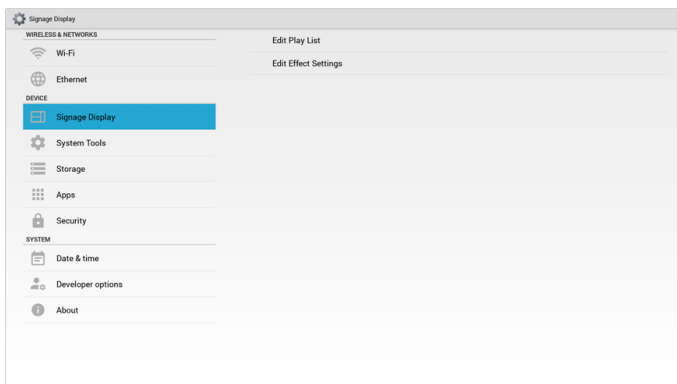 Signage Display
WIRELESS & NETWORKS
Wi-Fi
Ethernet
DEVICE
Signage Display
System Tools
Storage
Apps
Security
SYSTEM
Date & time
Developer options
About
Edit Play List
Edit Effect Settings